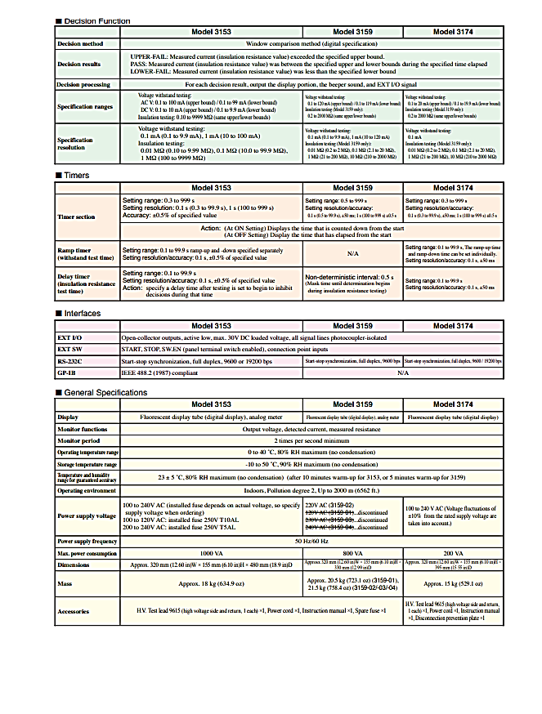 ■ Decision Function
Model 3153 Model 3159 Model 3174
Decision method Window comparison method (digital specification)
Decision results UPPER-FAIL: Measured current (insulation resistance value) exceeded the specified upper bound.
PASS: Measured current (insulation resistance value) was between the specified upper and lower bounds during the specified time elapsed
LOWER-FAIL: Measured current (insulation resistance value) was less than the specified lower bound
Decision processing For each decision result, output the display portion, the beeper sound, and EXT I/O signal
Specification ranges
Voltage withstand testing:
AC V: 0.1 to 100 mA (upper bound) / 0.1 to 99 mA (lower bound)
DC V: 0.1 to 10 mA (upper bound) / 0.1 to 9.9 mA (lower bound)
Insulation testing: 0.10 to 9999 MΩ (same upper/lower bounds)
Voltage withstand testing:
0.1 to 120 mA (upper bound) / 0.1 to 119 mA (lower bound)
Insulation testing (Model 3159 only):
0.2 to 2000 MΩ (same upper/lower bounds)
Voltage withstand testing:
0.1 to 20 mA (upper bound) / 0.1 to 19.9 mA (lower bound)
Insulation testing (Model 3159 only):
0.2 to 2000 MΩ (same upper/lower bounds)
Specification
resolution
Voltage withstand testing:
0.1 mA (0.1 to 9.9 mA), 1 mA (10 to 100 mA)
Insulation testing:
0.01 MΩ (0.10 to 9.99 MΩ), 0.1 MΩ (10.0 to 99.9 MΩ),
1 MΩ (100 to 9999 MΩ)
Voltage withstand testing:
0.1 mA (0.1 to 9.9 mA), 1 mA (10 to 120 mA)
Insulation testing (Model 3159 only):
0.01 MΩ (0.2 to 2 MΩ), 0.1 MΩ (2.1 to 20 MΩ),
1 MΩ (21 to 200 MΩ), 10 MΩ (210 to 2000 MΩ)
Voltage withstand testing:
0.1 mA
Insulation testing (Model 3159 only):
0.01 MΩ (0.2 to 2 MΩ), 0.1 MΩ (2.1 to 20 MΩ),
1 MΩ (21 to 200 MΩ), 10 MΩ (210 to 2000 MΩ)
■ Timers
Model 3153 Model 3159 Model 3174
Timer section
Setting range: 0.3 to 999 s
Setting resolution: 0.1 s (0.3 to 99.9 s), 1 s (100 to 999 s)
Accuracy: ±0.5% of specified value
Setting range: 0.5 to 999 s
Setting resolution/accuracy:
0.1 s (0.5 to 99.9 s), ±50 ms; 1 s (100 to 999 s) ±0.5 s
Setting range: 0.3 to 999 s
Setting resolution/accuracy:
0.1 s (0.3 to 99.9 s), ±50 ms; 1 s (100 to 999 s) ±0.5 s
Action: (At ON Setting) Displays the time that is counted down from the start
(At OFF Setting) Display the time that has elapsed from the start
Ramp timer
(withstand test time)
Setting range: 0.1 to 99.9 s ramp-up and -down specified separately
Setting resolution: 0.1 s, ±0.5% of specified value
N/A
Setting range: 0.1 to 99.9 s, The ramp-up time
and ramp-down time can be set individually.
Setting resolution/accuracy: 0.1 s, ±50 ms
Delay timer
(insulation resistance
test time)
Setting range: 0.1 to 99.9 s
Setting resolution: 0.1 s, ±0.5% of specified value
Action: specify a delay time after testing is set to begin to inhibit
decisions during that time
Non-deterministic interval: 0.5 s
(Mask time until determination begins
during insulation resistance testing)
Setting range: 0.1 to 99.9 s
Setting resolution/accuracy: 0.1 s, ±50 ms
■ Interfaces
Model 3153 Model 3159 Model 3174
EXT I/O Open-collector outputs, active low, max. 30V DC loaded voltage, all signal lines photocoupler-isolated
EXT SW START, STOP, SW.EN (panel terminal switch enabled), connection point inputs
RS-232C Start-stop synchronization, full duplex, 9600 or 19200 bps Start-stop synchronization, full duplex, 9600 bps Start-stop synchronization, full duplex, 9600 / 19200 bps
GP-IB IEEE 488.2 (1987) compliant N/A
■ General Specifications
Model 3153 Model 3159 Model 3174
Display Fluorescent display tube (digital display), analog meter Fluorescent display tube (digital display), analog meter Fluorescent display tube (digital display)
Monitor functions Output voltage, detected current, measured resistance
Monitor period 2 times per second minimum
Operating temperature range 0 to 40 ˚C, 80% RH maximum (no condensation)
Storage temperature range -10 to 50 ˚C, 90% RH maximum (no condensation)
Temperature and humidity
range for guaranteed accuracy
23 ± 5 ˚C, 80% RH maximum (no condensation) (after 10 minutes warm-up for 3153, or 5 minutes warm-up for 3159)
Operating environment Indoors, Pollution degree 2, Up to 2000 m (6562 ft.)
Power supply voltage
100 to 240V AC (installed fuse depends on actual voltage, so specify
supply voltage when ordering)
100 to 120V AC: installed fuse 250V T10AL
200 to 240V AC: installed fuse 250V T5AL
220V AC (3159-02)
120V AC (3159-01)...discontinued
230V AC (3159-03)...discontinued
240V AC (3159-04)...discontinued
100 to 240 V AC (Voltage fluctuations of
±10% from the rated supply voltage are
taken into account.)
Power supply frequency 50 Hz/60 Hz
Max. power consumption 1000 VA 800 VA 200 VA
Dimensions Approx. 320 mm (12.60 in)W × 155 mm (6.10 in)H × 480 mm (18.9 in)D
Approx. 320 mm (12.60 in)W × 155 mm (6.10 in)H ×
330 mm (12.99 in)D
Approx. 320 mm (12.60 in)W × 155 mm (6.10 in)H ×
395 mm (15.55 in)D
Mass Approx. 18 kg (634.9 oz)
Approx. 20.5 kg (723.1 oz) (3159-01),
21.5 kg (758.4 oz) (3159-02/-03/-04)
Approx. 15 kg (529.1 oz)
Accessories H.V. Test lead 9615 (high voltage side and return, 1 each) ×1, Power cord ×1, Instruction manual ×1, Spare fuse ×1
H.V. Test lead 9615 (high voltage side and return,
1 each) ×1, Power cord ×1, Instruction manual
×1, Disconnection prevention plate ×1